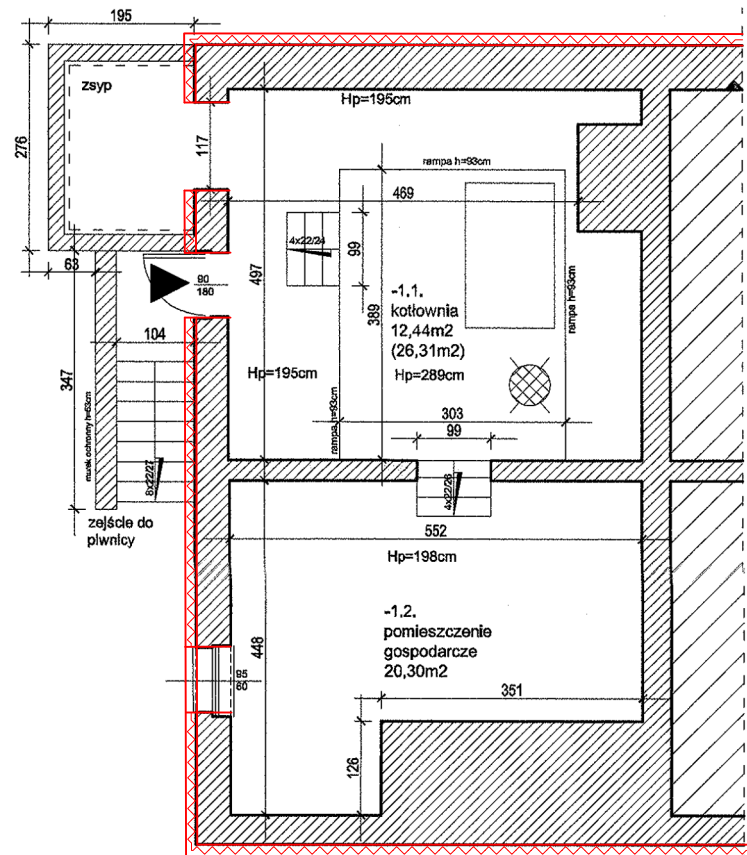 195
zsyp
Hp=195cm
276
117
rampa h=93cm
469
4x22/24
99
63
90
180
497
389
-1.1.
kotłownia
12,44m2
(26,31m2)
Hp=289cm
rampa h=93cm
104
347
Hp=195cm
rampa h=93cm
303
99
murek ochronny h=53cm
8x22/27
4x22/28
zejście do
piwnicy
552
Hp=198cm
-1.2.
pomieszczenie
gospodarcze
20,30m2
448
95
60
351
126